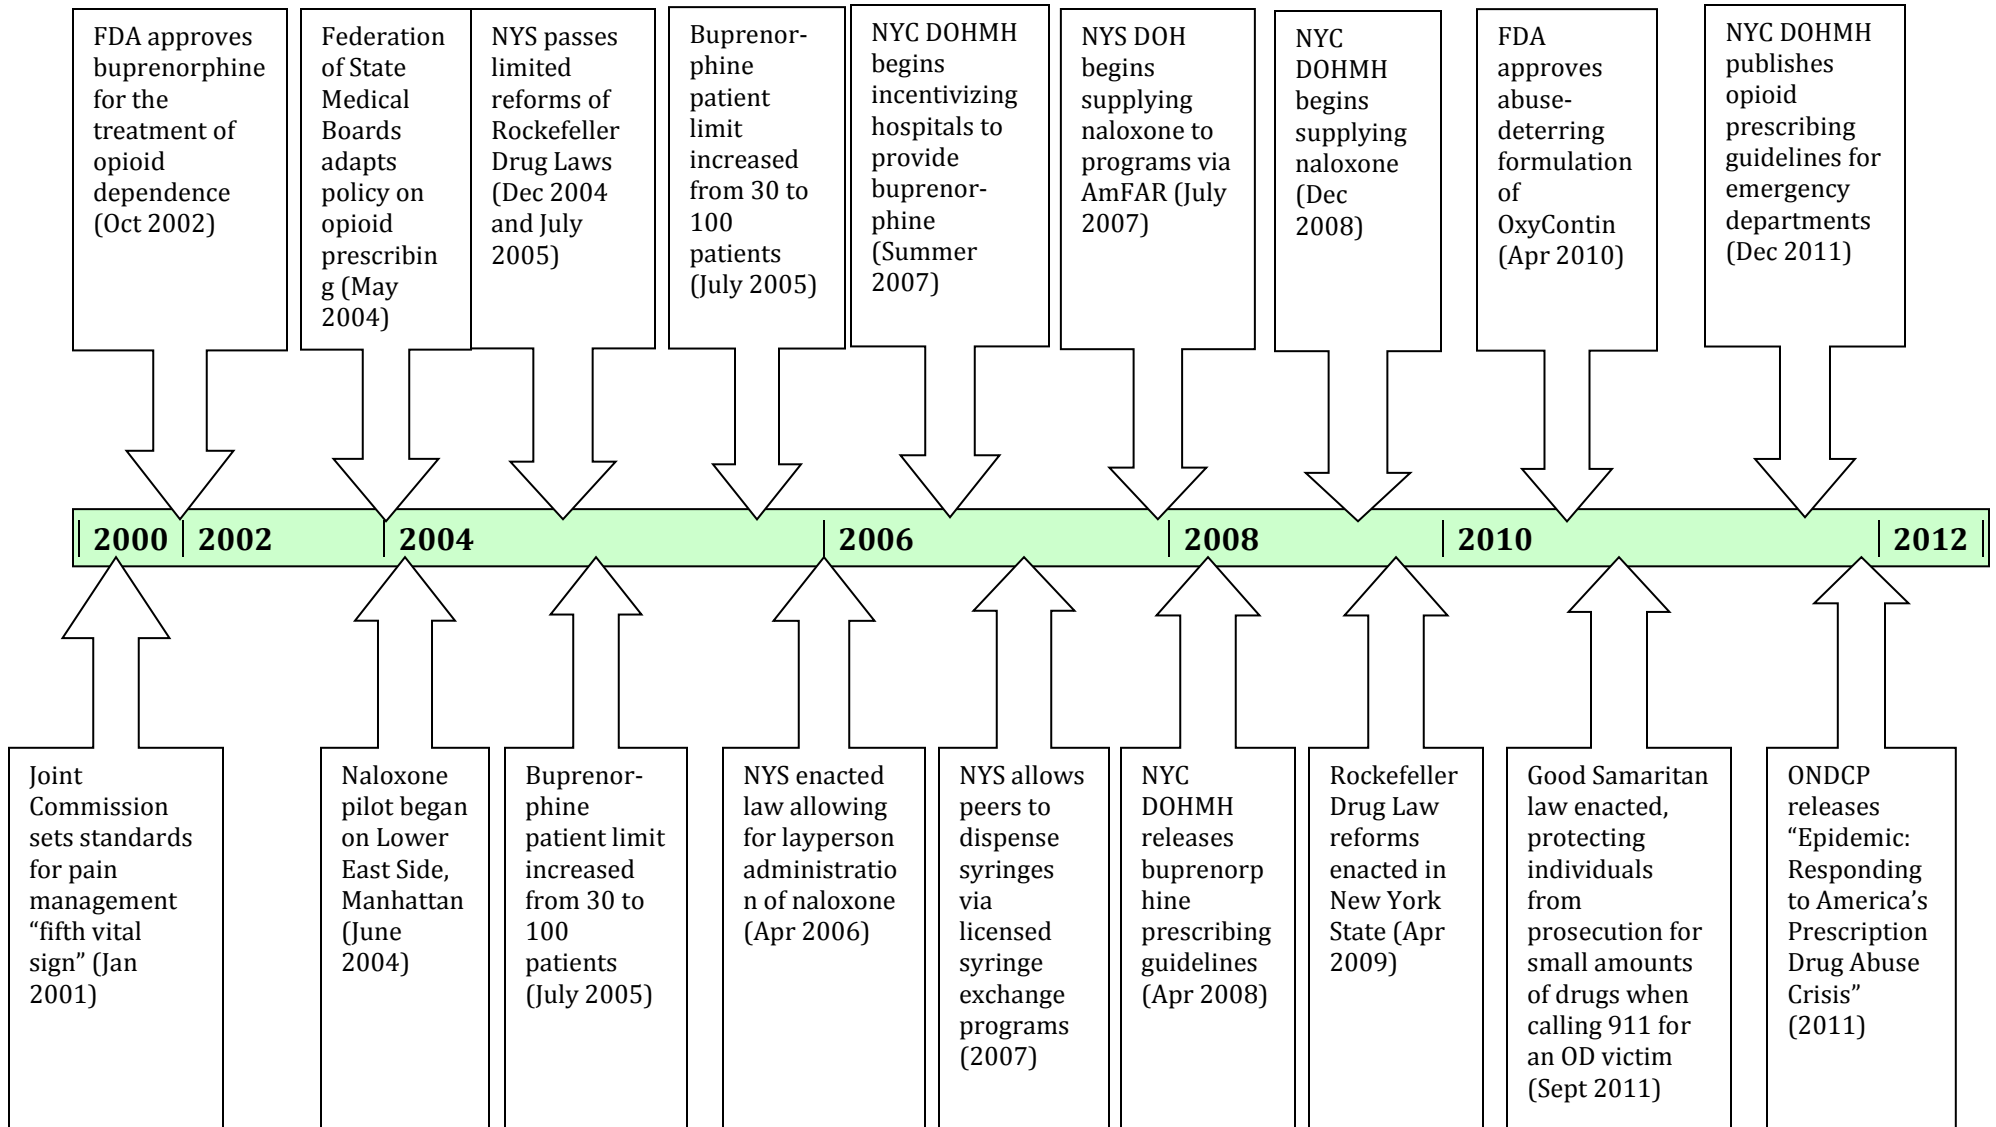 FDA approves
buprenorphine
for the
treatment of
opioid
dependence
(Oct 2002)
Federation
of State
Medical
Boards
adapts
policy on
opioid
prescribin
g (May
2004)
NYS passes
limited
reforms of
Rockefeller
Drug Laws
(Dec 2004
and July
2005)
Buprenor-
phine
patient
limit
increased
from 30 to
100
patients
(July 2005)
NYC DOHMH
begins
incentivizing
hospitals to
provide
buprenor-
phine
(Summer
2007)
NYS DOH
begins
supplying
naloxone to
programs via
AmFAR (July
2007)
NYC
DOHMH
begins
supplying
naloxone
(Dec
2008)
FDA
approves
abuse-
deterring
formulation
of
OxyContin
(Apr 2010)
NYC DOHMH
publishes
opioid
prescribing
guidelines for
emergency
departments
(Dec 2011)
2000 2002 2004 2006 2008 2010 2012
Joint
Commission
sets standards
for pain
management
“fifth vital
sign” (Jan
2001)
Naloxone
pilot began
on Lower
East Side,
Manhattan
(June
2004)
Buprenor-
phine
patient limit
increased
from 30 to
100
patients
(July 2005)
NYS enacted
law allowing
for layperson
administratio
n of naloxone
(Apr 2006)
NYS allows
peers to
dispense
syringes
via
licensed
syringe
exchange
programs
(2007)
NYC
DOHMH
releases
buprenorp
hine
prescribing
guidelines
(Apr 2008)
Rockefeller
Drug Law
reforms
enacted in
New York
State (Apr
2009)
Good Samaritan
law enacted,
protecting
individuals
from
prosecution for
small amounts
of drugs when
calling 911 for
an OD victim
(Sept 2011)
ONDCP
releases
“Epidemic:
Responding
to America’s
Prescription
Drug Abuse
Crisis”
(2011)